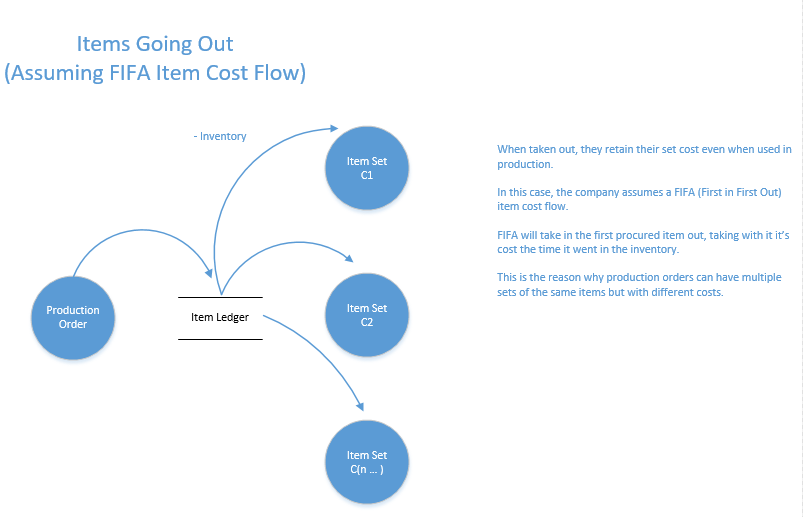 Items Going Out
(Assuming FIFA Item Cost Flow)
- Inventory
Item Set
C1
When taken out, they retain their set cost even when used in
production.
In this case, the company assumes a FIFA (First in First Out)
item cost flow.
FIFA will take in the first procured item out, taking with it it's
cost the time it went in the inventory.
This is the reason why production orders can have multiple
sets of the same items but with different costs.
Production
Order
Item Ledger
Item Set
C2
Item Set
C(n ... )